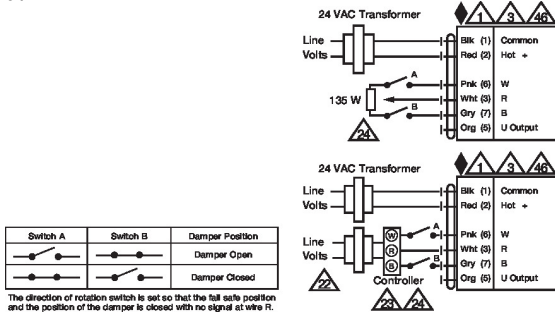 24 VAC Transformer
1 3 46
Line
Volts
Blk (1) Common
Red (2) Hot +
A
Pnk (6) W
135 W
Wht (3) R
B
Gry (7) B
24
Org (5) U Output
24 VAC Transformer
1 3 46
Line
Volts
Blk (1) Common
Red (2) Hot +
Line
Volts
W
A
Pnk (6) W
R
Wht (3) R
B
B
Gry (7) B
22
Controller
Org (5) U Output
23 24
Switch A Switch B Damper Position
Damper Open
Damper Closed
The direction of rotation switch is set so that the fail safe position
and the position of the damper is closed with no signal at wire R.